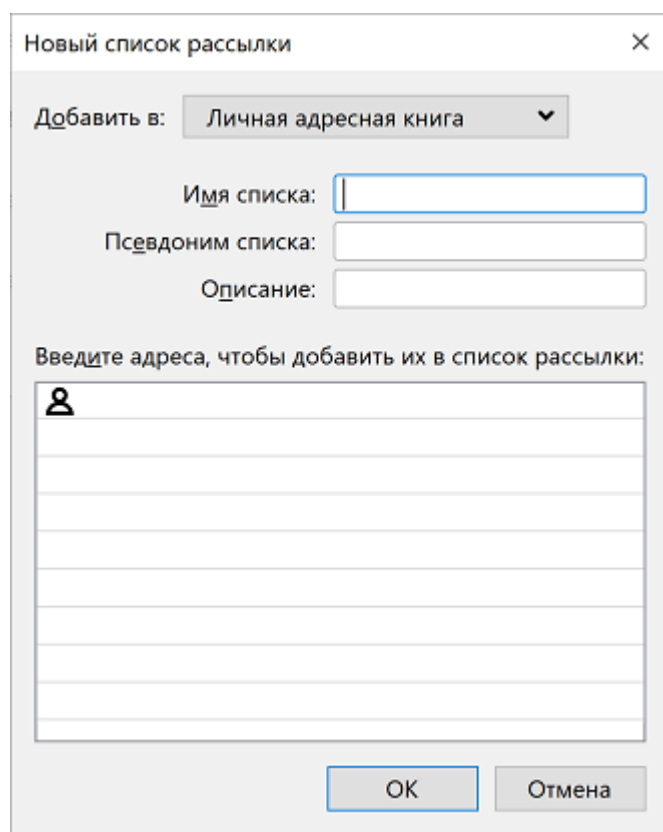 Новый список рассылки
Добавить в: Личная адресная книга
Имя списка:
Псевдоним списка:
Описание:
Введите адреса, чтобы добавить их в список рассылки:
ОК Отмена